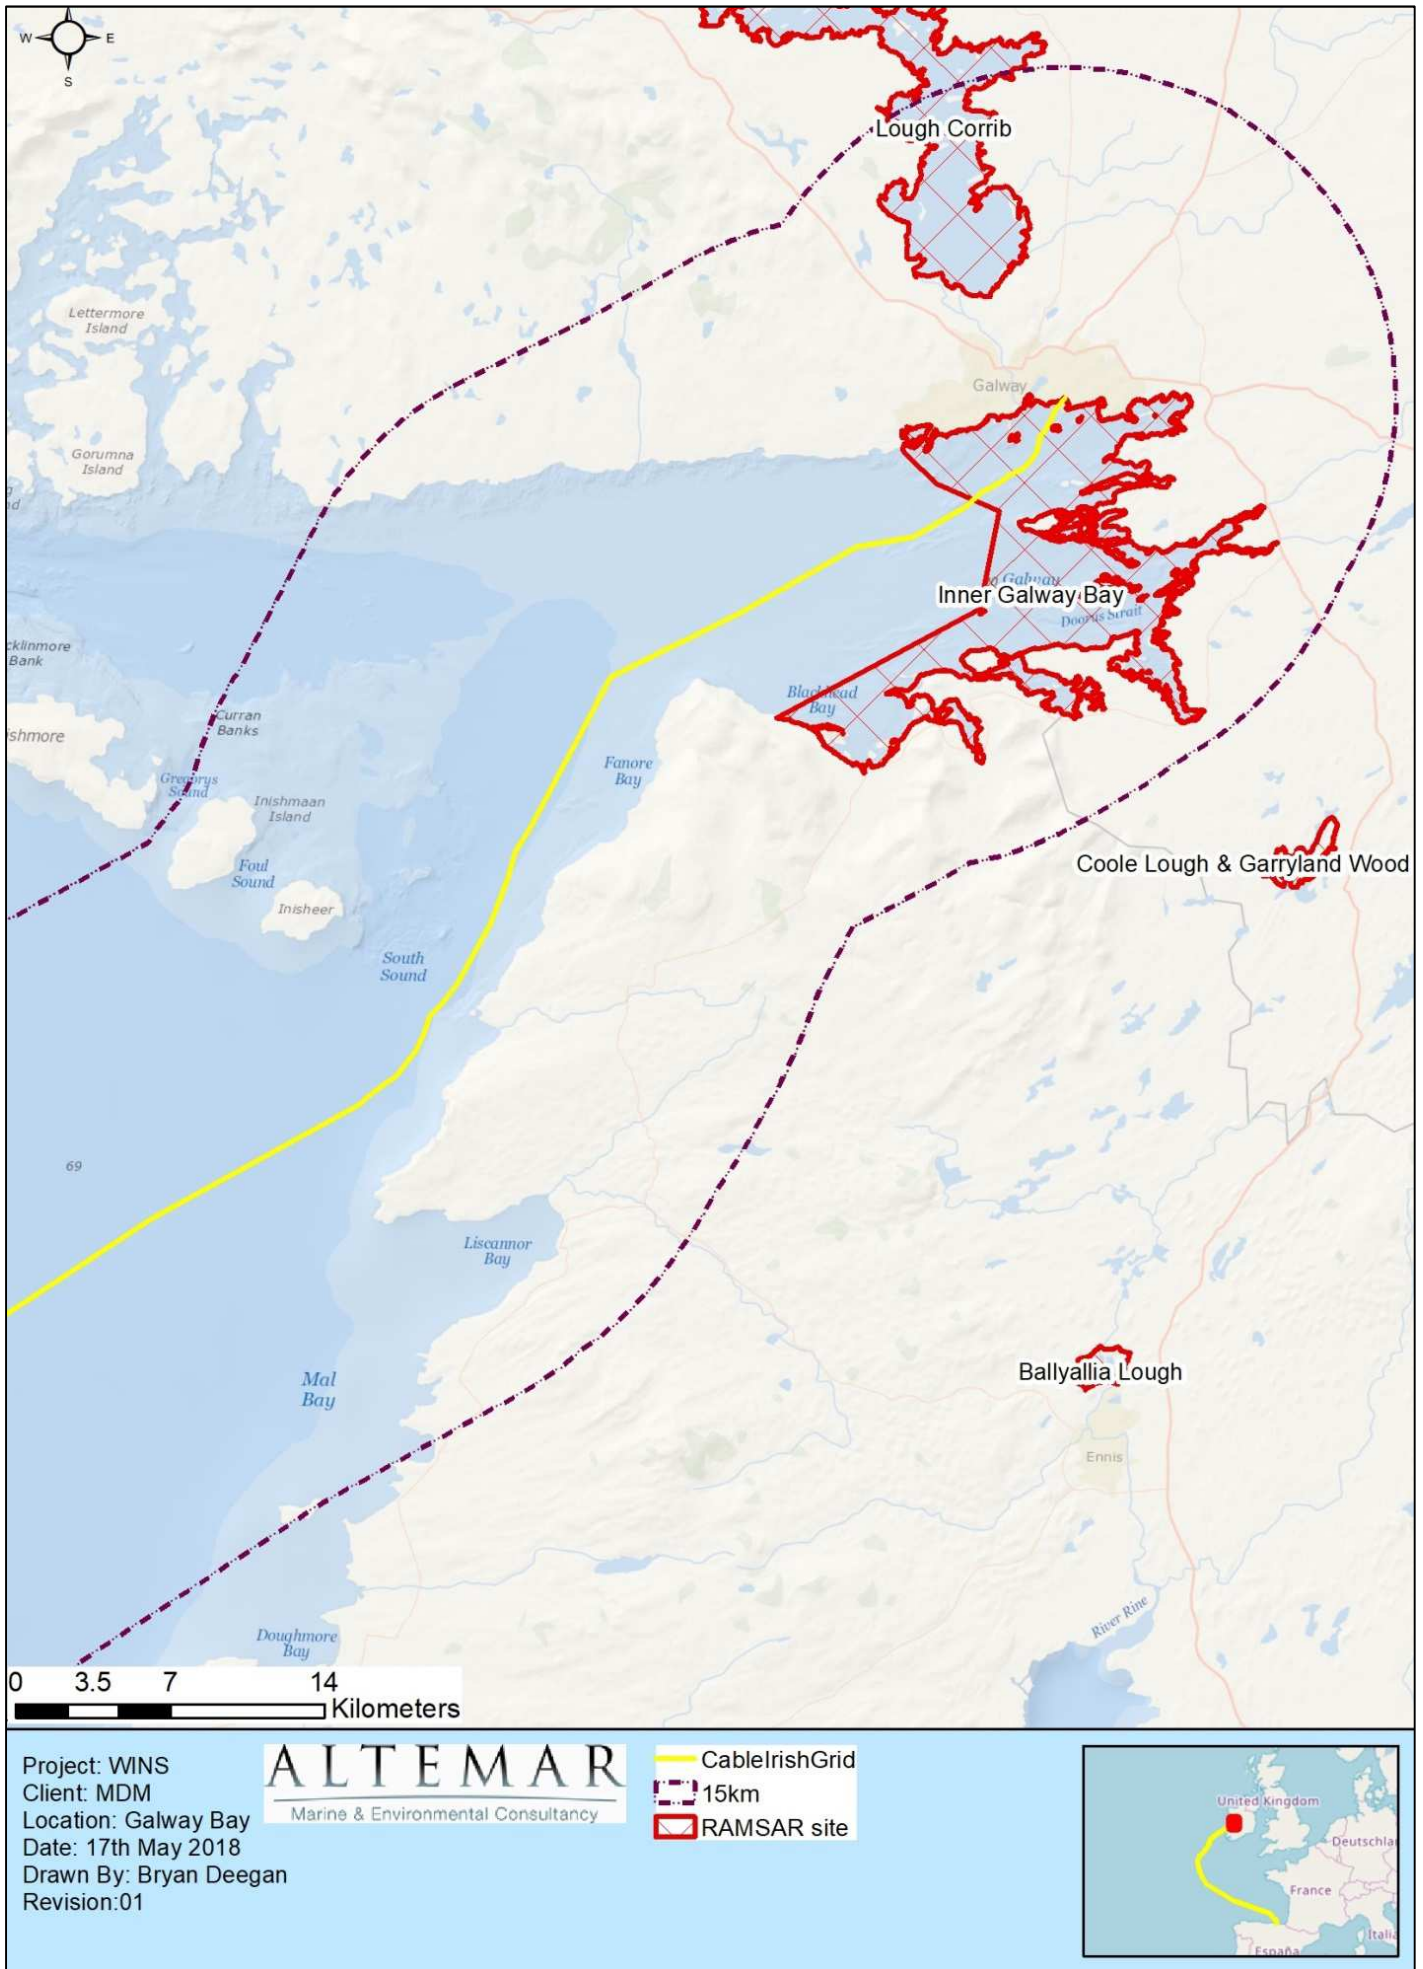 W
E
S
Lough Corrib
Lettermore
Island
Galway
Gorumna
Island
Galway
Inner Galway Bay
Doorus Strait
Bank
Blackhead
Bay
Curran
Banks
Fanore
Bay
Gregorys
Sound
Inishmaan
Island
Foul
Sound
Coole Lough & Garryland Wood
Inisheer
South
Sound
69
Liscannor
Bay
Mal
Bay
Ballyallia Lough
Ennis
River Rine
Doughmore
Bay
0 3.5 7 14
Kilometers
Project: WINS
Client: MDM
Location: Galway Bay
Date: 17th May 2018
Drawn By: Bryan Deegan
Revision:01
ALTEMAR
Marine & Environmental Consultancy
CableIrishGrid
15km
RAMSAR site
United Kingdom
Deutschla
France
Italia
España